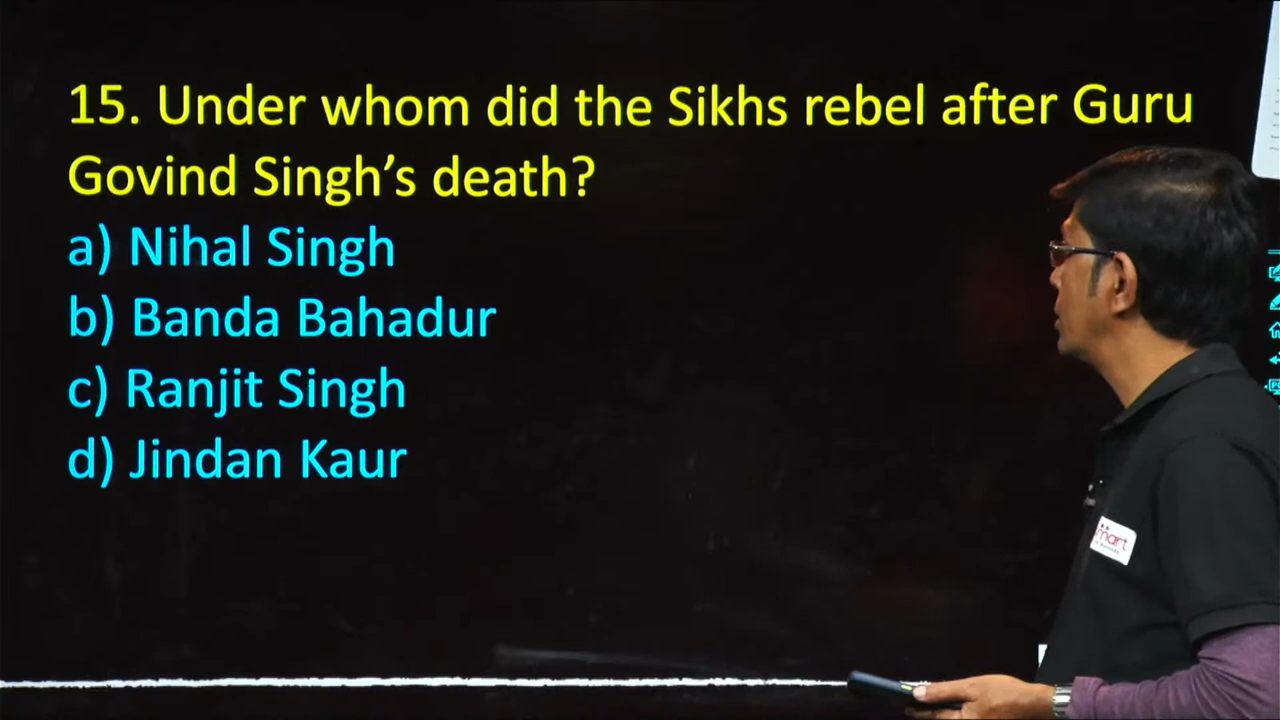 15. Under whom did the Sikhs rebel after Guru
Govind Singh’s death?
a) Nihal Singh
b) Banda Bahadur
c) Ranjit Singh
d) Jindan Kaur
smart